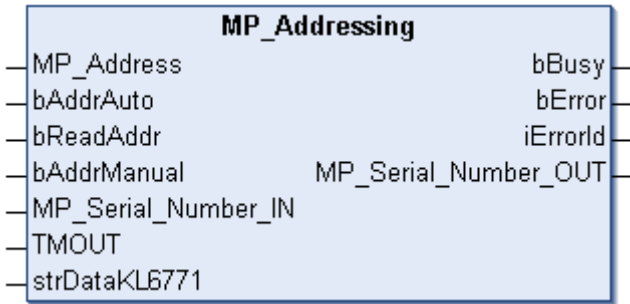 MP_Addressing
MP_Address bBusy
bAddrAuto bError
bReadAddr iErrorId
bAddrManual MP_Serial_Number_OUT
MP_Serial_Number_IN
TMOUT
strDataKL6771